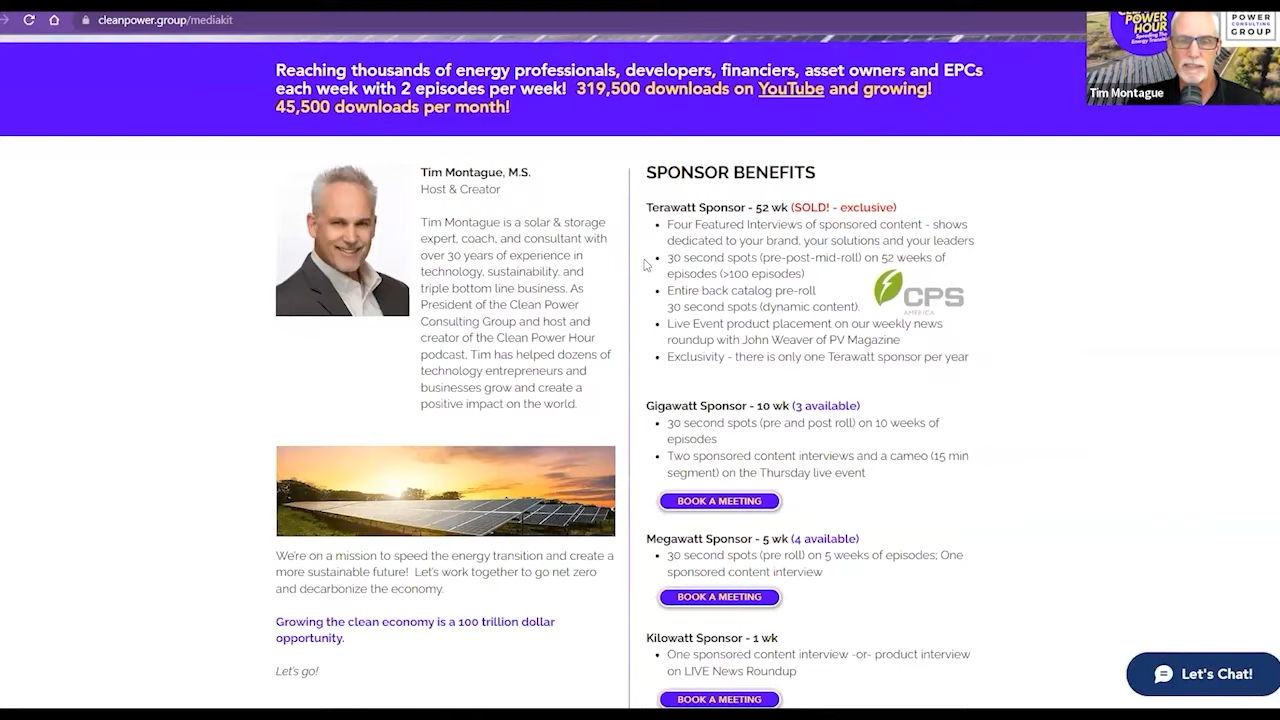 cleanpower.group/mediakit
POWER
HOUR
Speeding The
Energy Transition
POWER
CONSULTING
GROUP
Tim Montague
Reaching thousands of energy professionals, developers, financiers, asset owners and EPCs
each week with 2 episodes per week! 319,500 downloads on YouTube and growing!
45,500 downloads per month!
Tim Montague, M.S.
Host & Creator
Tim Montague is a solar & storage
expert, coach, and consultant with
over 30 years of experience in
technology, sustainability, and
triple bottom line business. As
President of the Clean Power
Consulting Group and host and
creator of the Clean Power Hour
podcast, Tim has helped dozens of
technology entrepreneurs and
businesses grow and create a
positive impact on the world.
We're on a mission to speed the energy transition and create a
more sustainable future! Let's work together to go net zero
and decarbonize the economy.
Growing the clean economy is a 100 trillion dollar
opportunity.
Let's go!
SPONSOR BENEFITS
Terawatt Sponsor - 52 wk (SOLD! - exclusive)
Four Featured Interviews of sponsored content - shows
dedicated to your brand, your solutions and your leaders
30 second spots (pre-post-mid-roll) on 52 weeks of
episodes (>100 episodes)
Entire back catalog pre-roll
30 second spots (dynamic content).
CPS
AMERICA
Live Event product placement on our weekly news
roundup with John Weaver of PV Magazine
Exclusivity - there is only one Terawatt sponsor per year
Gigawatt Sponsor - 10 wk (3 available)
30 second spots (pre and post roll) on 10 weeks of
episodes
Two sponsored content interviews and a cameo (15 min
segment) on the Thursday live event
BOOK A MEETING
Megawatt Sponsor - 5 wk (4 available)
30 second spots (pre roll) on 5 weeks of episodes; One
sponsored content interview
BOOK A MEETING
Kilowatt Sponsor - 1 wk
One sponsored content interview -or- product interview
on LIVE News Roundup
BOOK A MEETING
Let's Chat!